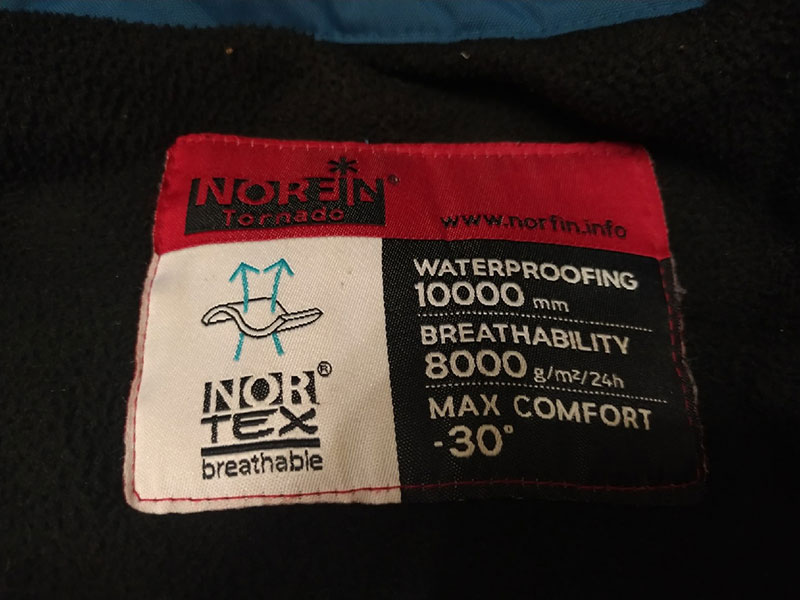 NORFIN®
Tornado
www.norfin.info
NOR®
TEX
breathable
WATERPROOFING
10000 mm
BREATHABILITY
8000 g/m²/24h
MAX COMFORT
-30°